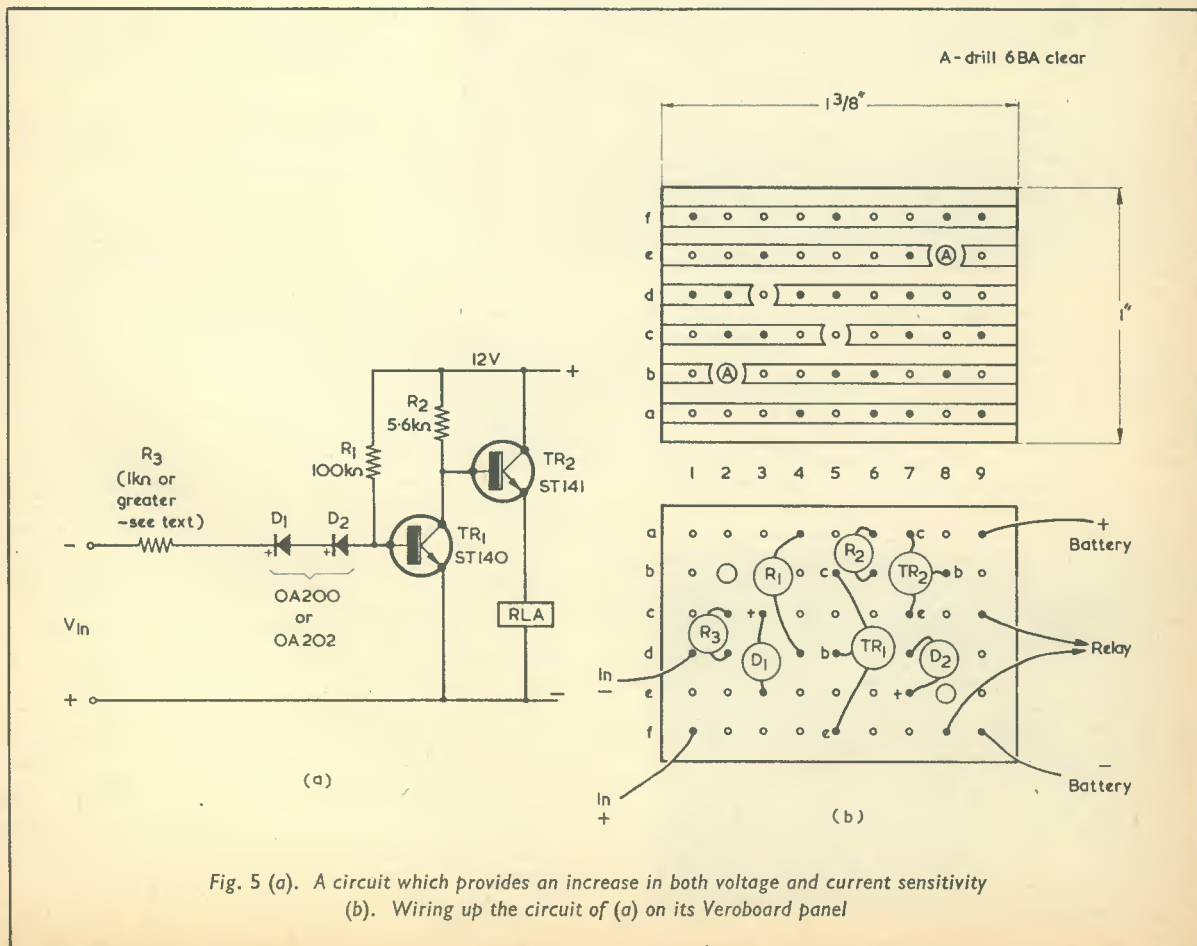 A-drill 6BA clear
1 3/8"
f
e
d
c
b
a
A
A
1"
1 2 3 4 5 6 7 8 9
12V
+
R2
5·6kΩ
R1
100kΩ
TR2
ST141
R3
(1kΩ or
greater
~see text)
D1
D2
+
+
TR1
ST140
OA200
or
OA202
RLA
Vin
−
+
−
(a)
a
b
c
d
e
f
R1
R2
R3
D1
D2
TR1
TR2
c
b
e
c
b
e
+
+
+
Battery
Relay
−
Battery
In
−
In
+
(b)
Fig. 5 (a). A circuit which provides an increase in both voltage and current sensitivity
(b). Wiring up the circuit of (a) on its Veroboard panel